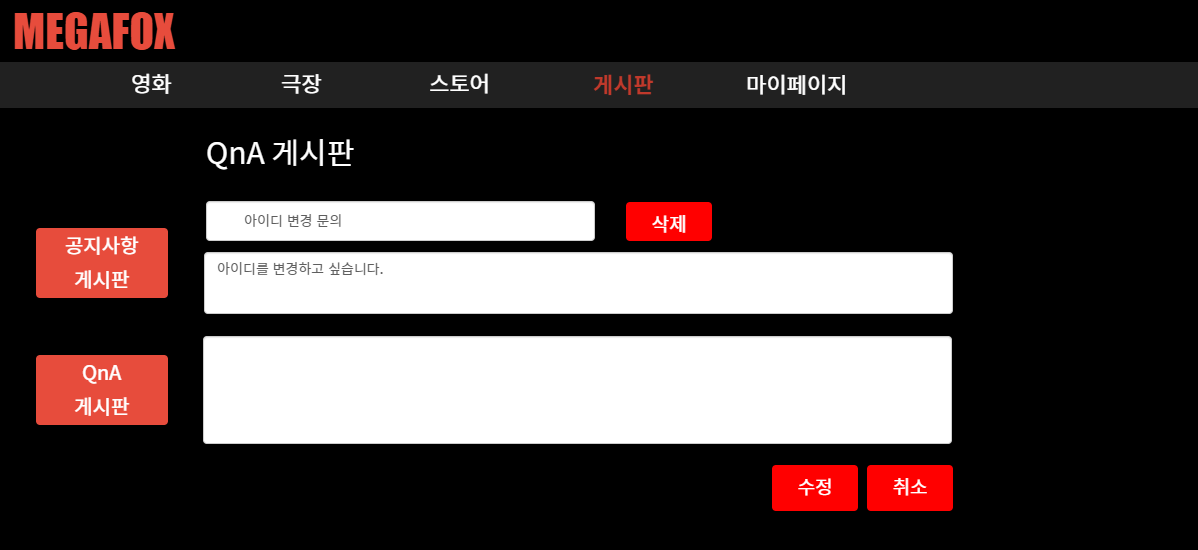 MEGAFOX
영화 극장 스토어 게시판 마이페이지
QnA 게시판
아이디 변경 문의 삭제
공지사항
게시판
아이디를 변경하고 싶습니다.
QnA
게시판
수정 취소